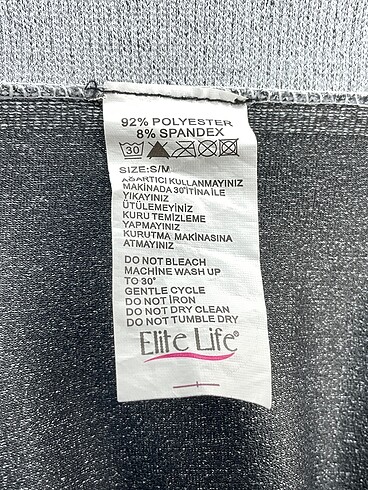 92% POLYESTER
8% SPANDEX
30
SIZE:S/M
AĞARTICI KULLANMAYINIZ
MAKİNADA 30°İTİNA İLE
YIKAYINIZ
ÜTÜLEMEYİNİZ
KURU TEMİZLEME
YAPMAYINIZ
KURUTMA MAKİNASINA
ATMAYINIZ
DO NOT BLEACH
MACHINE WASH UP
TO 30°
GENTLE CYCLE
DO NOT İRON
DO NOT DRY CLEAN
DO NOT TUMBLE DRY
Elite Life®